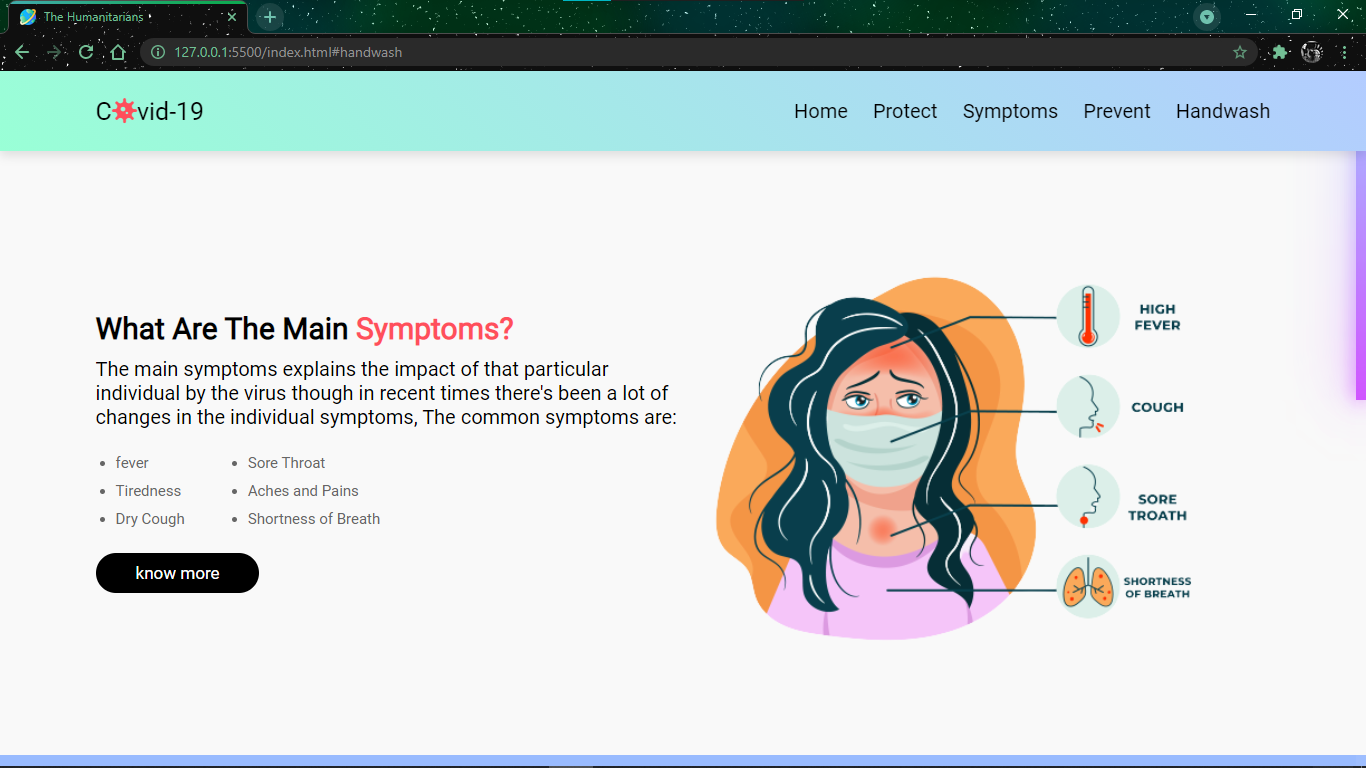 The Humanitarians
127.0.0.1:5500/index.html#handwash
Cvid-19
Home Protect Symptoms Prevent Handwash
What Are The Main Symptoms?
The main symptoms explains the impact of that particular
individual by the virus though in recent times there's been a lot of
changes in the individual symptoms, The common symptoms are:
• fever
• Tiredness
• Dry Cough
• Sore Throat
• Aches and Pains
• Shortness of Breath
know more
HIGH
FEVER
COUGH
SORE
TROATH
SHORTNESS
OF BREATH